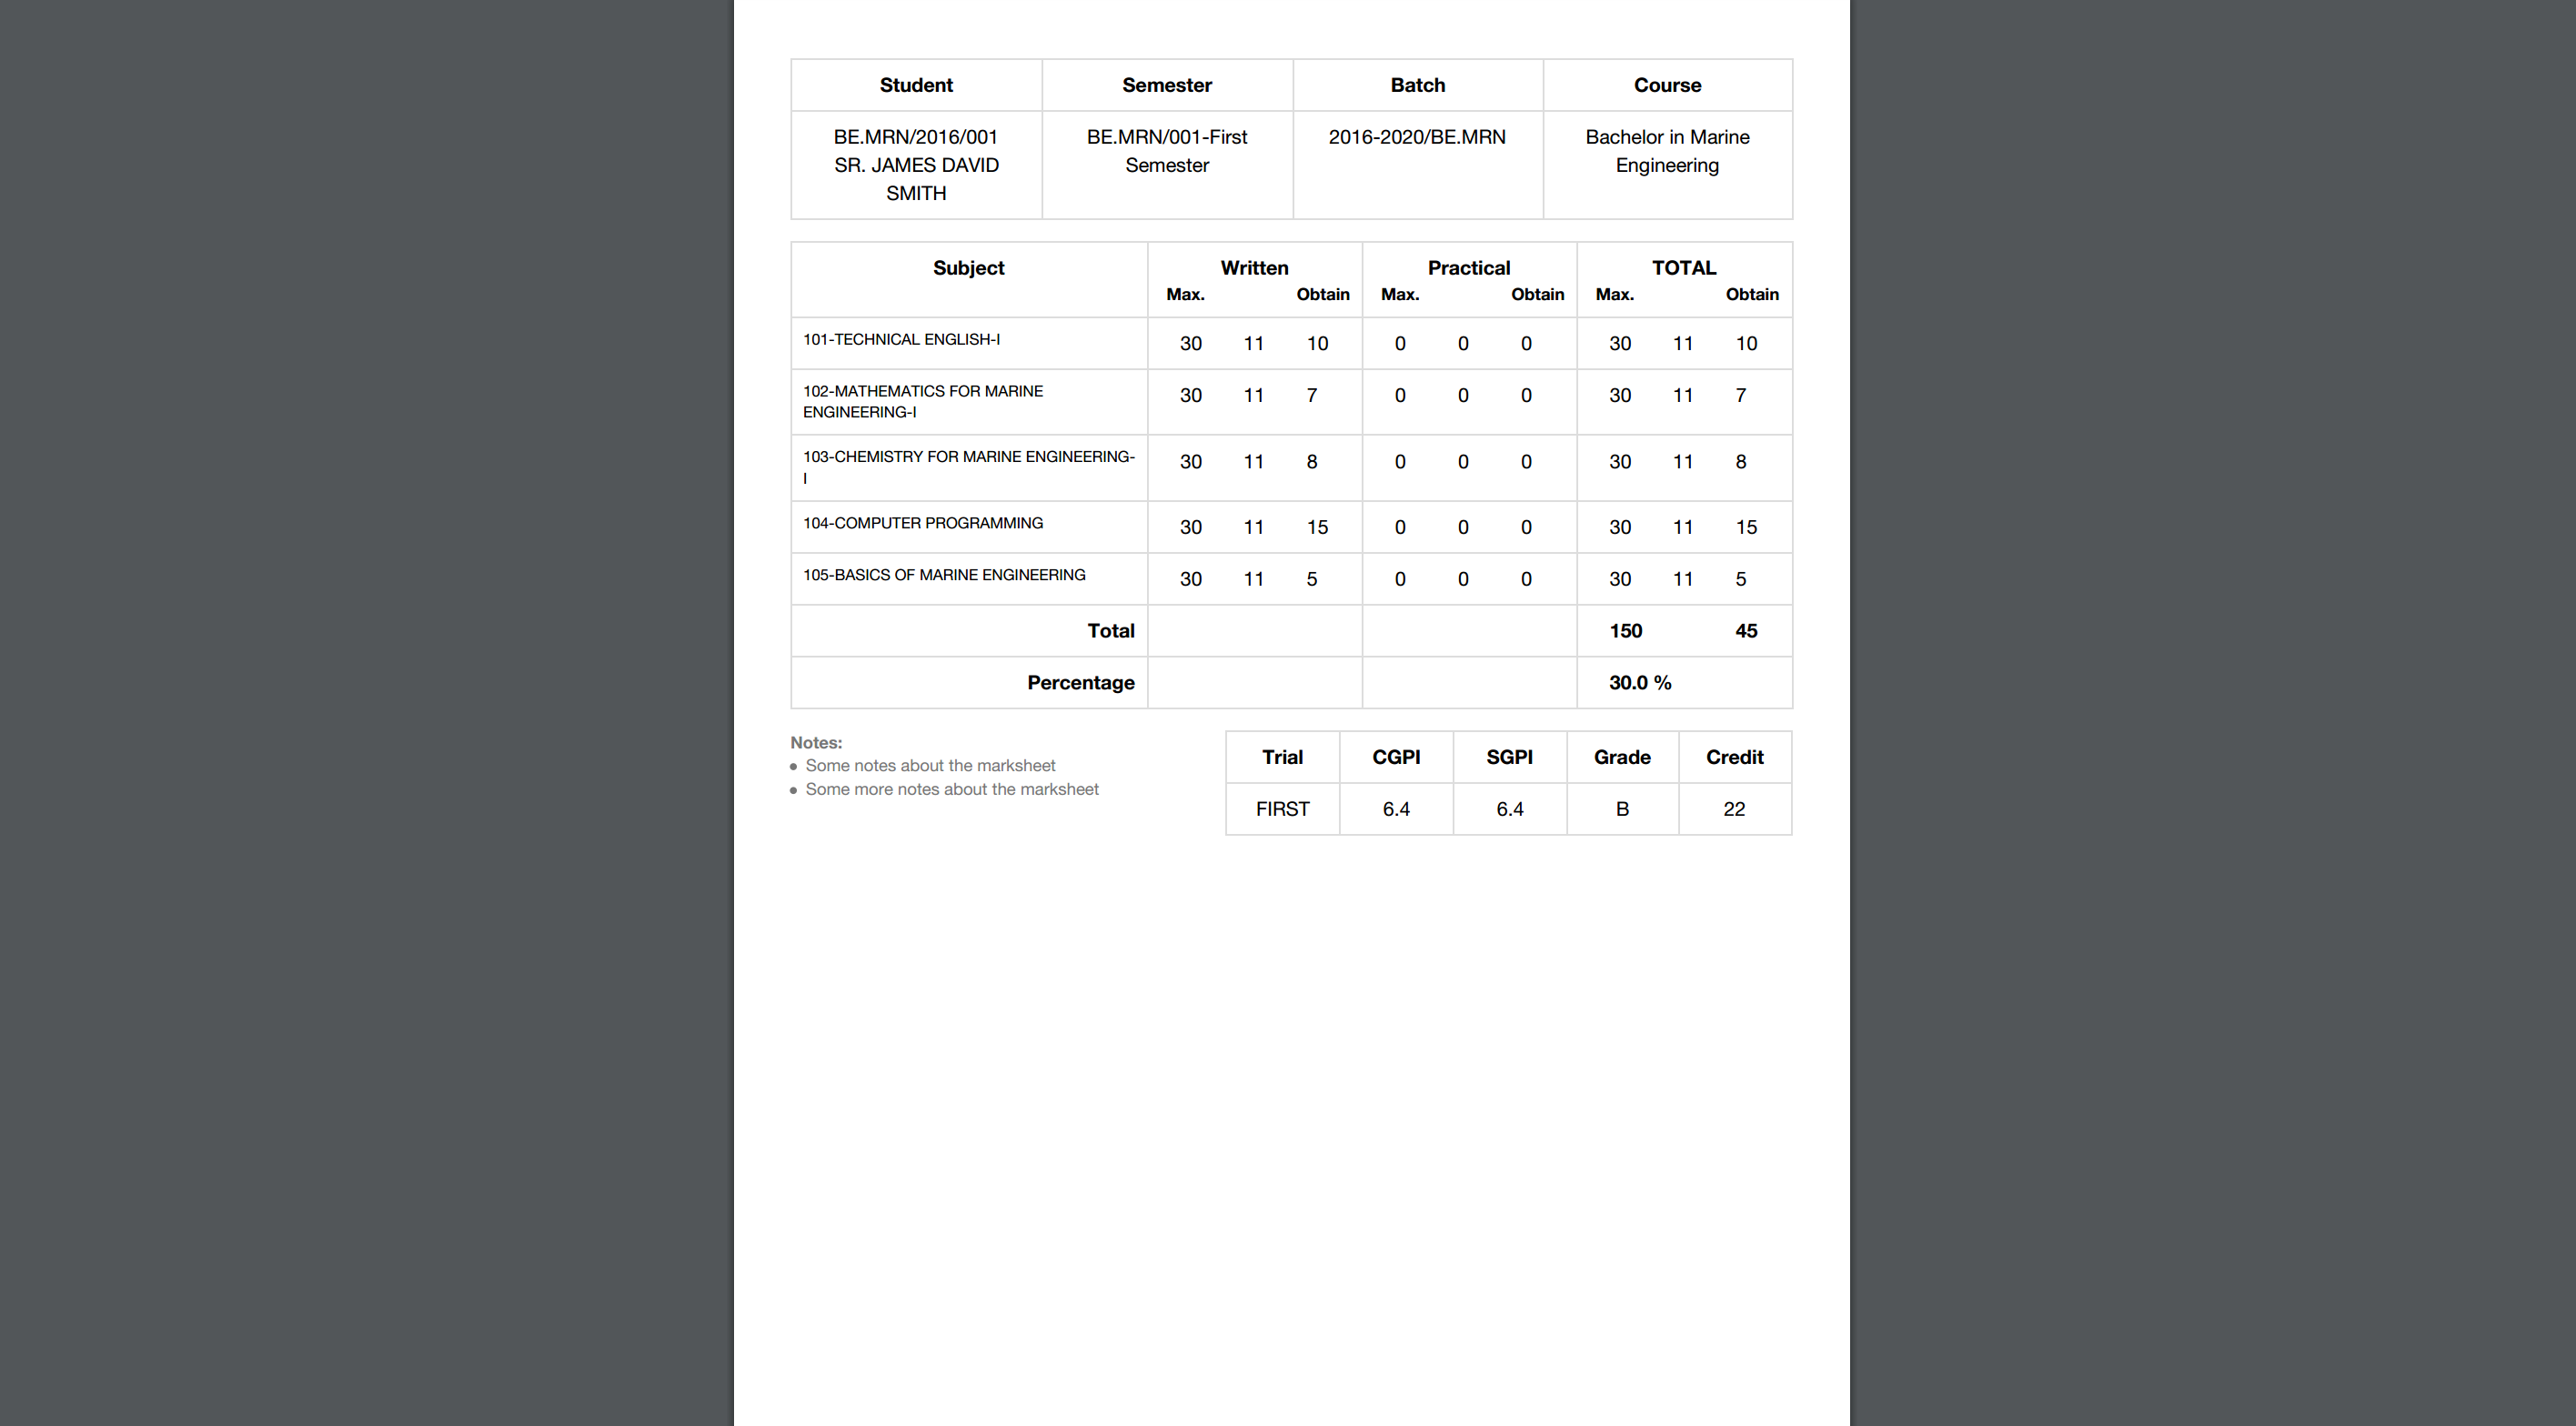 Student Semester Batch Course
BE.MRN/2016/001 BE.MRN/001-First 2016-2020/BE.MRN Bachelor in Marine
SR. JAMES DAVID Semester Engineering
SMITH
Subject Written Practical TOTAL
Max. Obtain Max. Obtain Max. Obtain
101-TECHNICAL ENGLISH-I 30 11 10 0 0 0 30 11 10
102-MATHEMATICS FOR MARINE 30 11 7 0 0 0 30 11 7
ENGINEERING-I
103-CHEMISTRY FOR MARINE ENGINEERING- 30 11 8 0 0 0 30 11 8
I
104-COMPUTER PROGRAMMING 30 11 15 0 0 0 30 11 15
105-BASICS OF MARINE ENGINEERING 30 11 5 0 0 0 30 11 5
Total 150 45
Percentage 30.0 %
Notes:
• Some notes about the marksheet
• Some more notes about the marksheet
Trial CGPI SGPI Grade Credit
FIRST 6.4 6.4 B 22